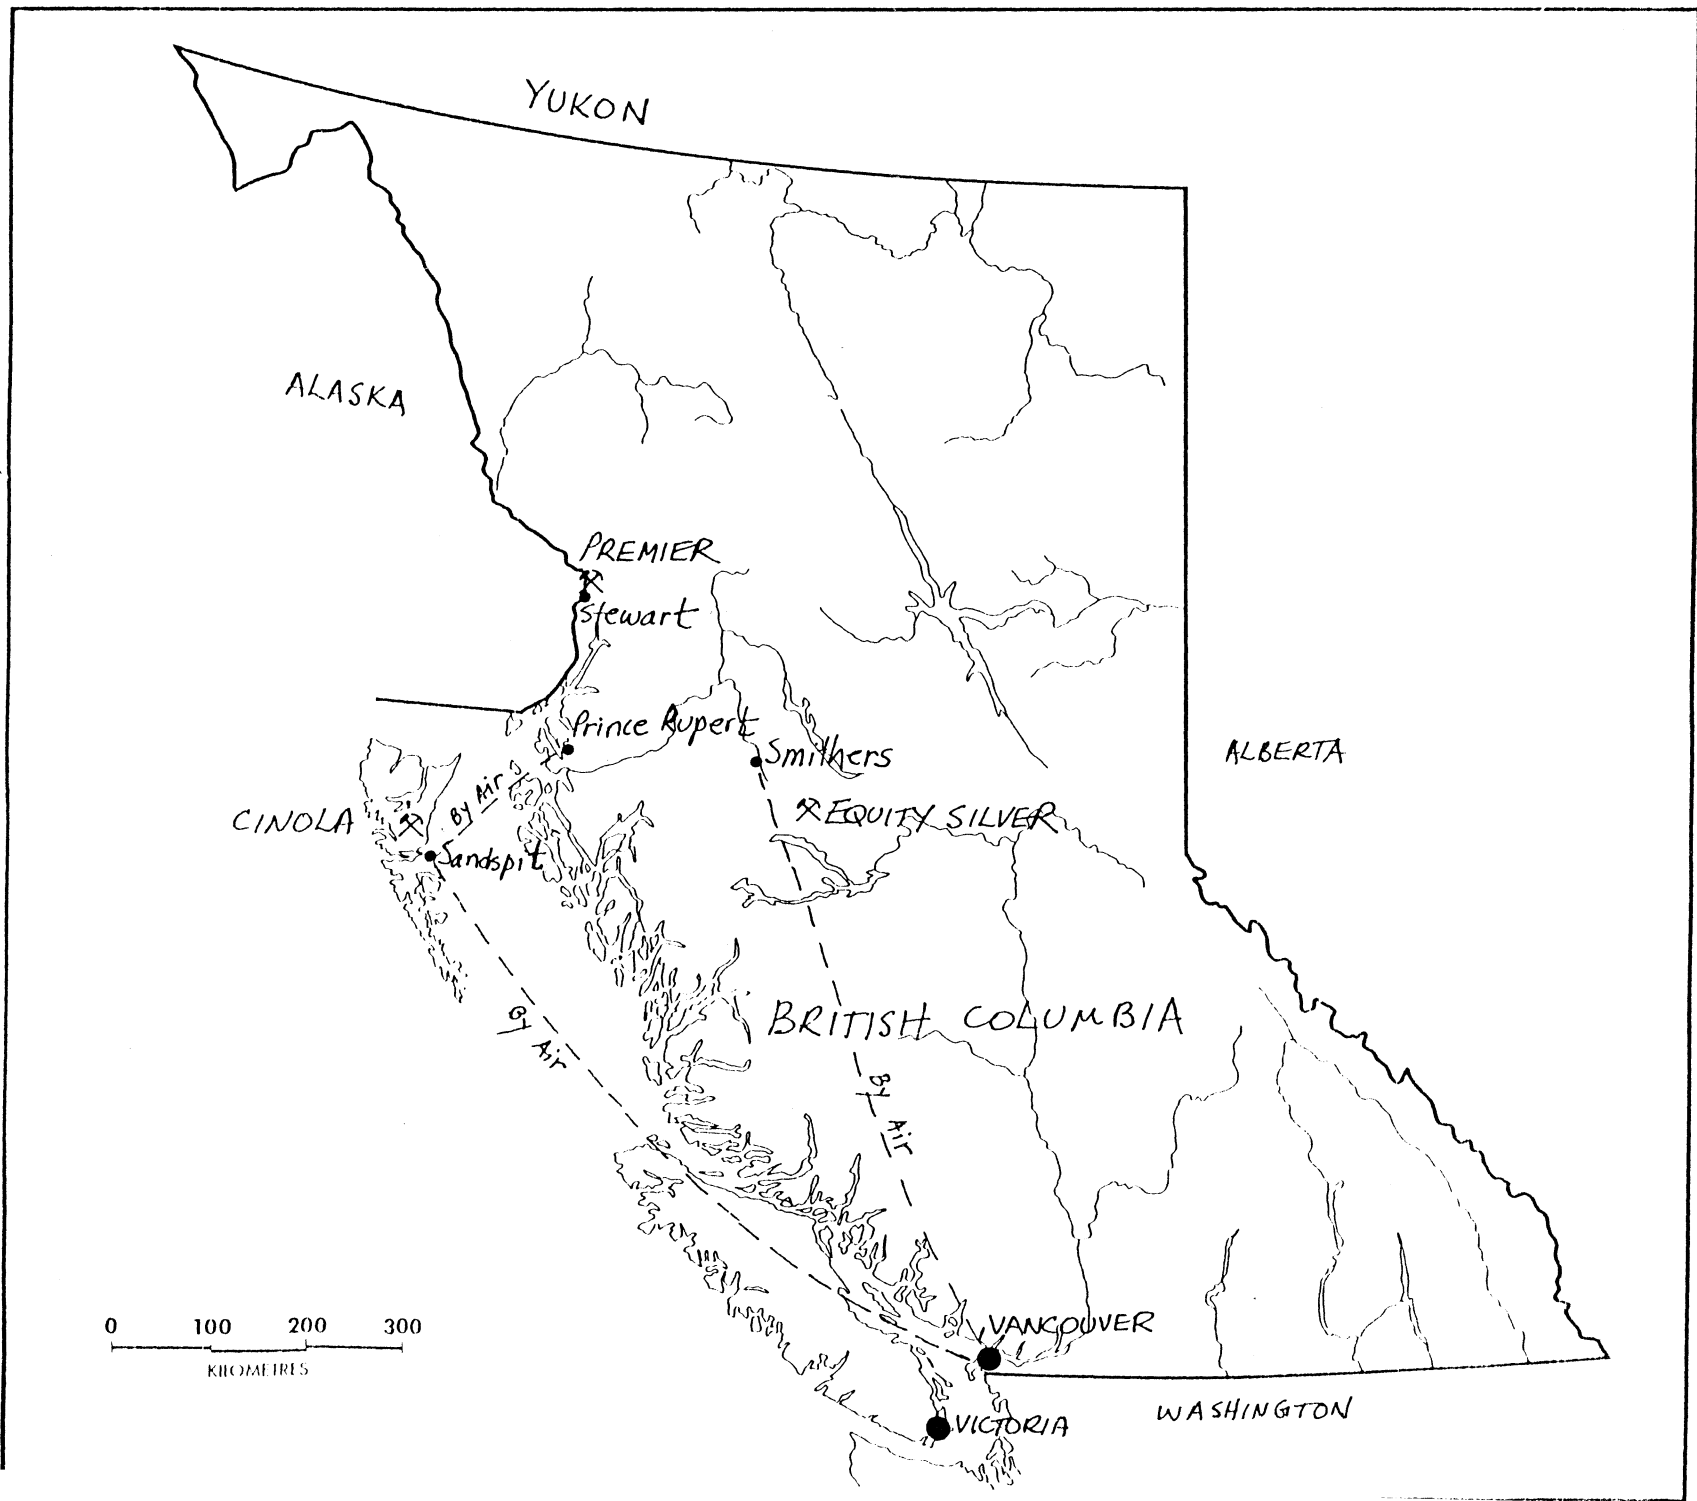 YUKON
ALASKA
PREMIER
Stewart
Prince Rupert
Smithers
ALBERTA
By Air
CINOLA
EQUITY SILVER
Sandspit
BRITISH COLUMBIA
By Air
By Air
0 100 200 300
KILOMETRES
VANCOUVER
WASHINGTON
VICTORIA